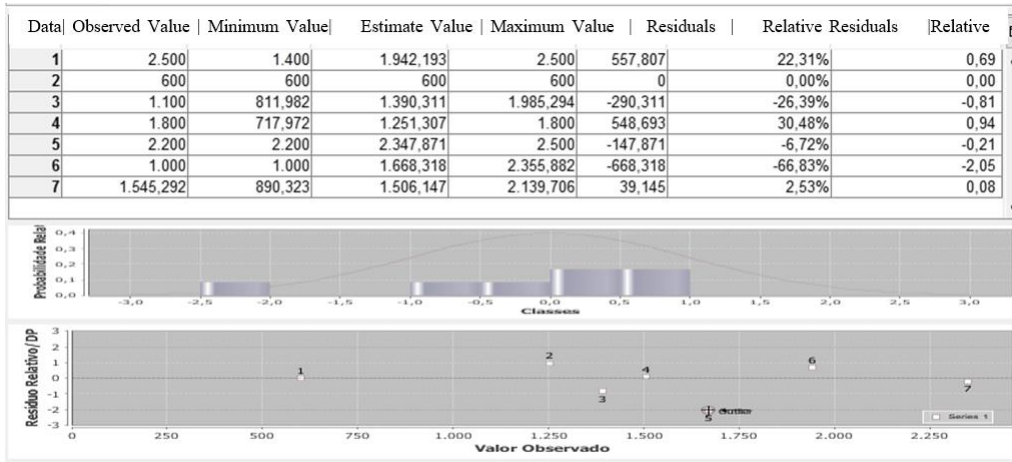 Data| Observed Value | Minimum Value| Estimate Value | Maximum Value | Residuals | Relative Residuals |Relative
1 2.500 1.400 1.942,193 2.500 557,807 22,31% 0,69
2 600 600 600 600 0 0,00% 0,00
3 1.100 811,982 1.390,311 1.985,294 -290,311 -26,39% -0,81
4 1.800 717,972 1.251,307 1.800 548,693 30,48% 0,94
5 2.200 2.200 2.347,871 2.500 -147,871 -6,72% -0,21
6 1.000 1.000 1.668,318 2.355,882 -668,318 -66,83% -2,05
7 1.545,292 890,323 1.506,147 2.139,706 39,145 2,53% 0,08
Probabilidade Relat
0,4
0,3
0,2
0,1
0,0
-3,0 -2,5 -2,0 -1,5 -1,0 -0,5 0,0 0,5 1,0 1,5 2,0 2,5 3,0
Classes
Resíduo Relativo/DP
3
2
1
0
-1
-2
-3
1 2 3 4 5 6 7
Outlier
Series 1
0 250 500 750 1.000 1.250 1.500 1.750 2.000 2.250
Valor Observado